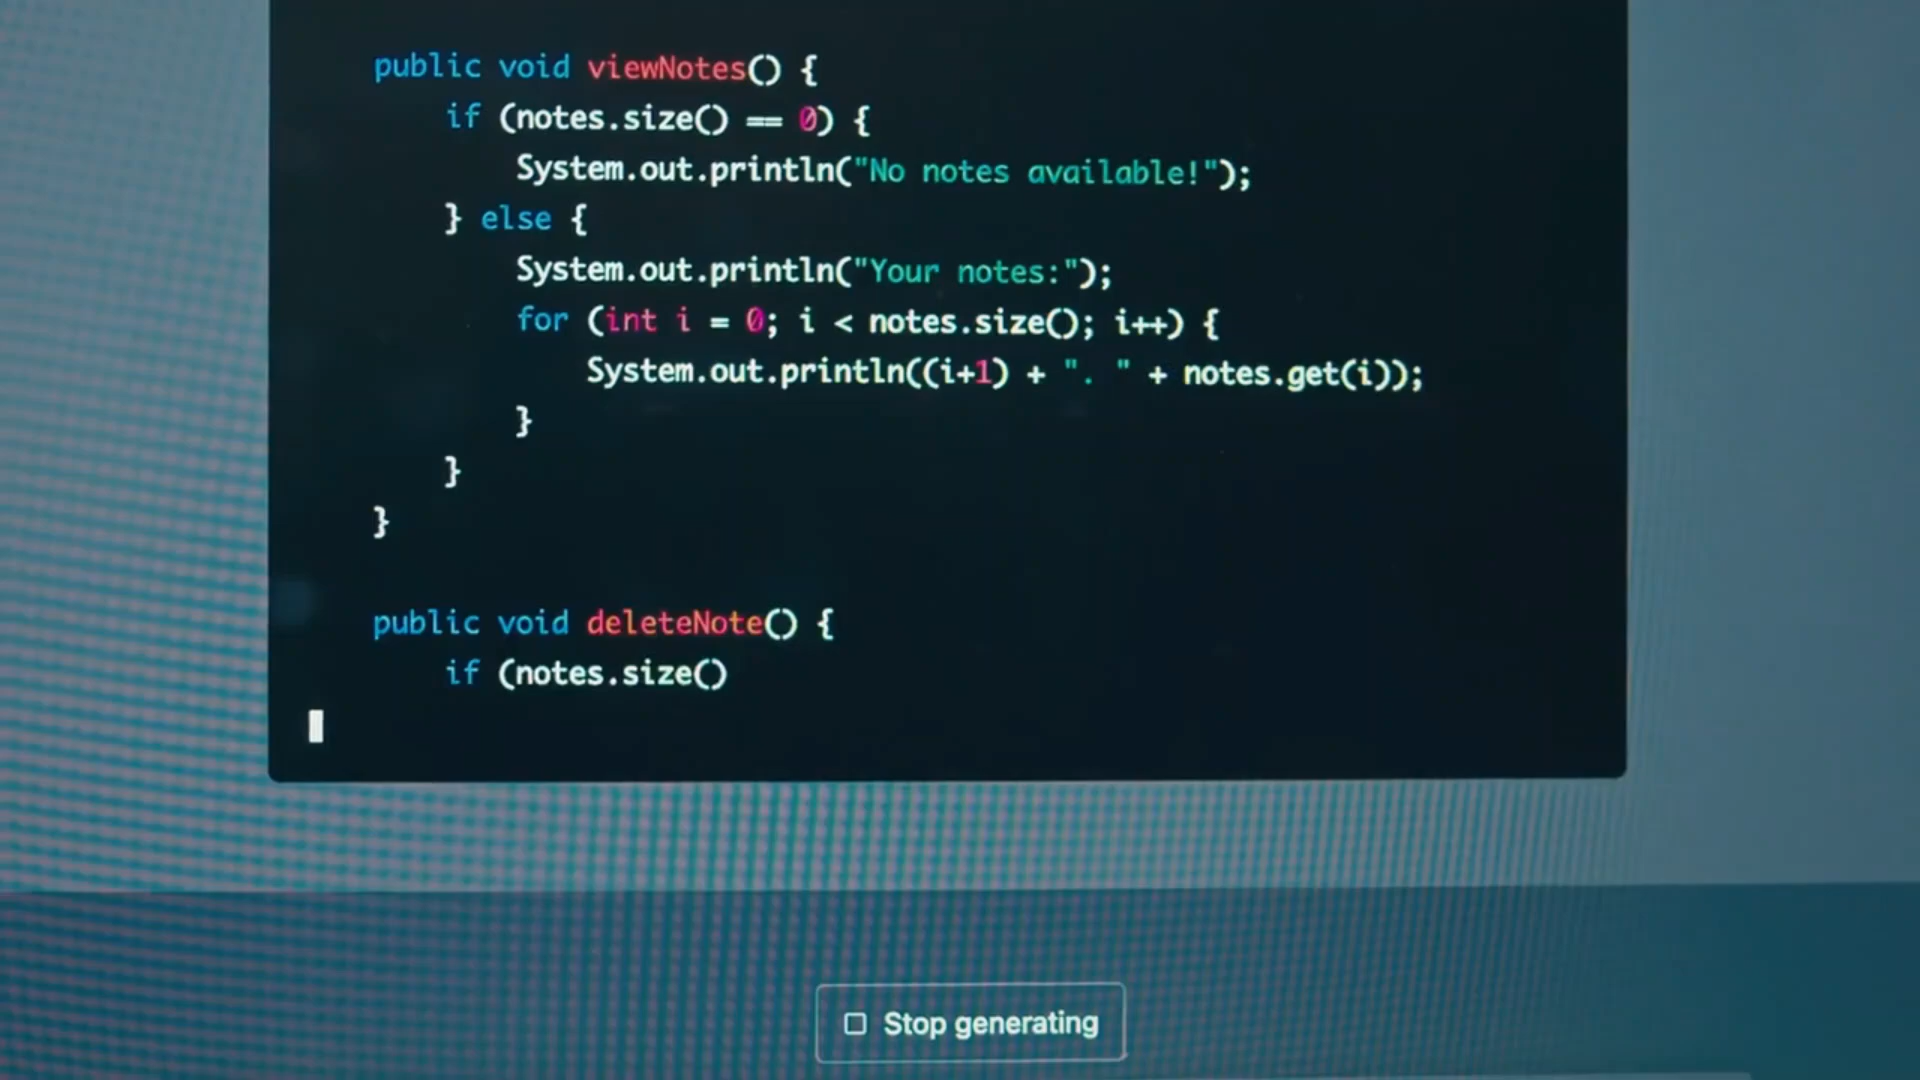 public void viewNotes() {
if (notes.size() == 0) {
System.out.println("No notes available!");
} else {
System.out.println("Your notes:");
for (int i = 0; i < notes.size(); i++) {
System.out.println((i+1) + ". " + notes.get(i));
}
}
}
public void deleteNote() {
if (notes.size()
Stop generating